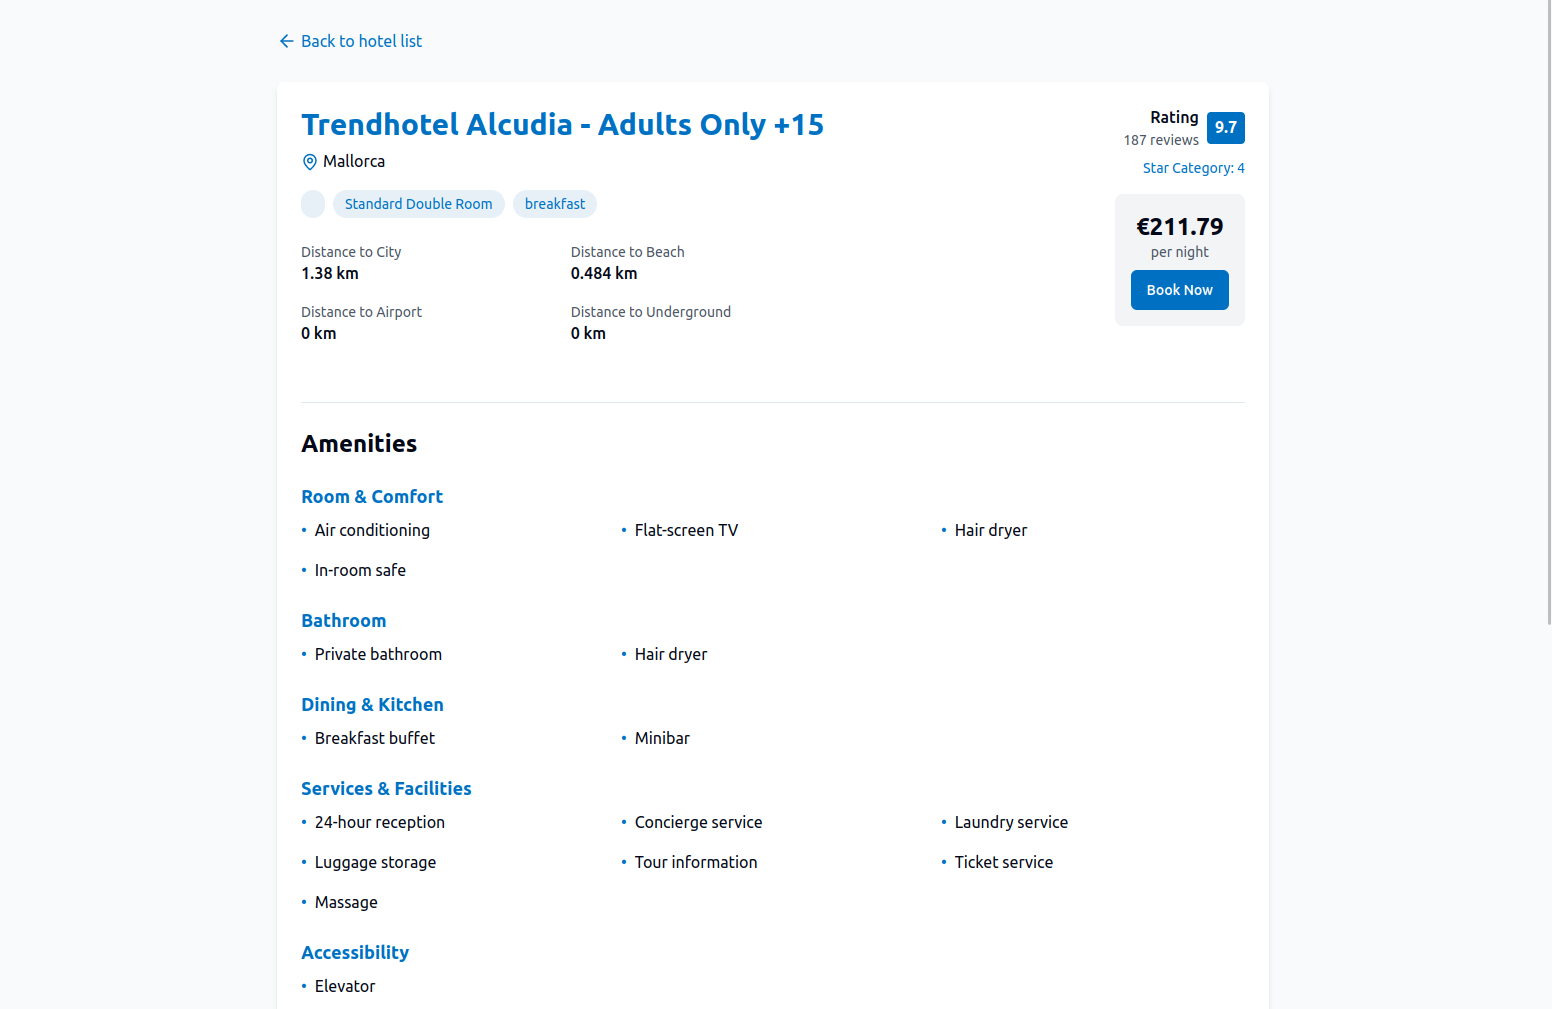 Back to hotel list
Trendhotel Alcudia - Adults Only +15
Mallorca
Standard Double Room
breakfast
Distance to City
1.38 km
Distance to Beach
0.484 km
Distance to Airport
0 km
Distance to Underground
0 km
Rating
187 reviews
9.7
Star Category: 4
€211.79
per night
Book Now
Amenities
Room & Comfort
• Air conditioning
• Flat-screen TV
• Hair dryer
• In-room safe
Bathroom
• Private bathroom
• Hair dryer
Dining & Kitchen
• Breakfast buffet
• Minibar
Services & Facilities
• 24-hour reception
• Concierge service
• Laundry service
• Luggage storage
• Tour information
• Ticket service
• Massage
Accessibility
• Elevator